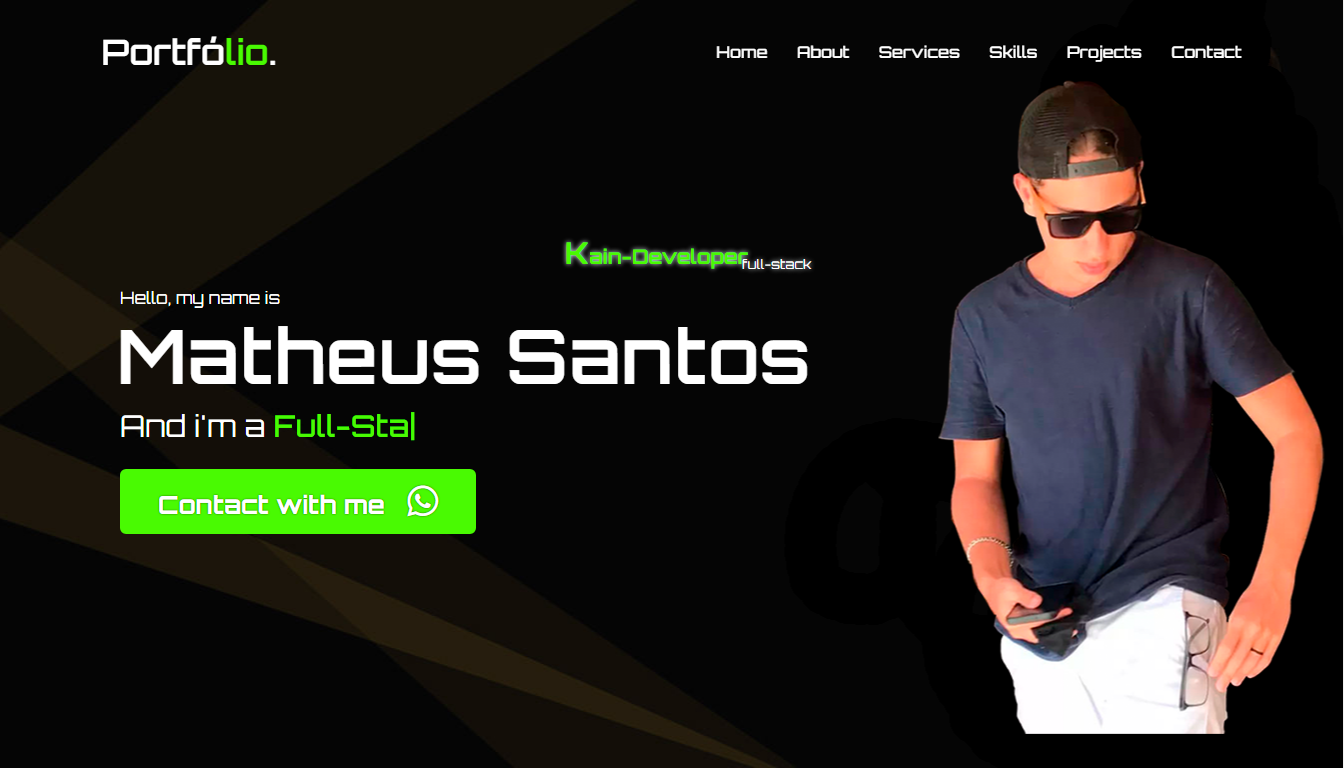 Portfólio.
Home About Services Skills Projects Contact
Kain-Developer
full-stack
Hello, my name is
Matheus Santos
And i'm a Full-Sta|
Contact with me